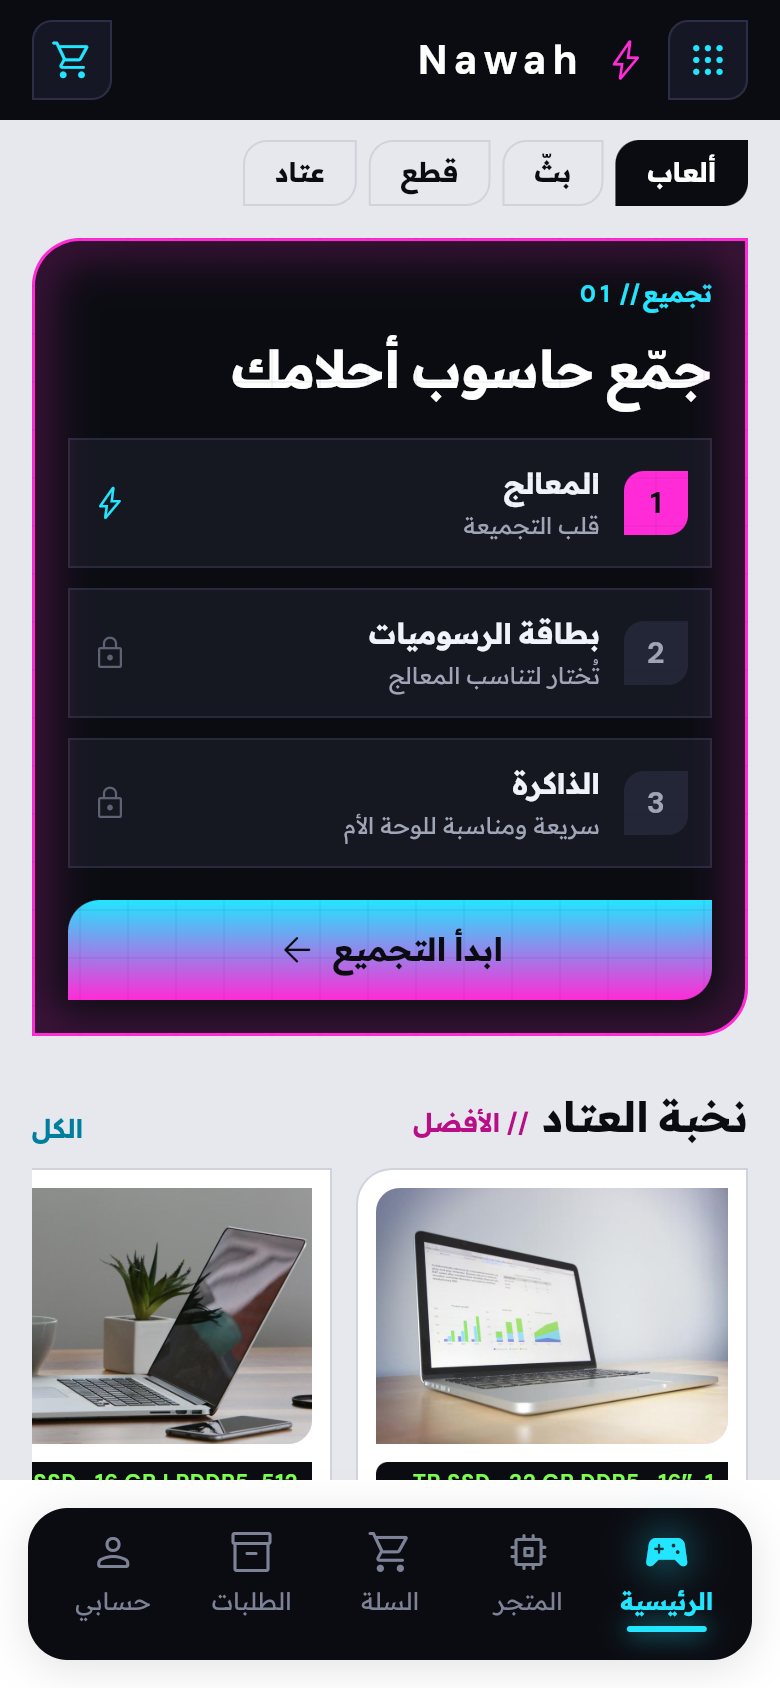 Nawah
ألعاب
بثّ
قطع
عتاد
تجميع // 01
جمّع حاسوب أحلامك
1
المعالج
قلب التجميعة
2
بطاقة الرسوميات
تُختار لتناسب المعالج
3
الذاكرة
سريعة ومناسبة للوحة الأم
ابدأ التجميع
نخبة العتاد // الأفضل
الكل
الرئيسية
المتجر
السلة
الطلبات
حسابي